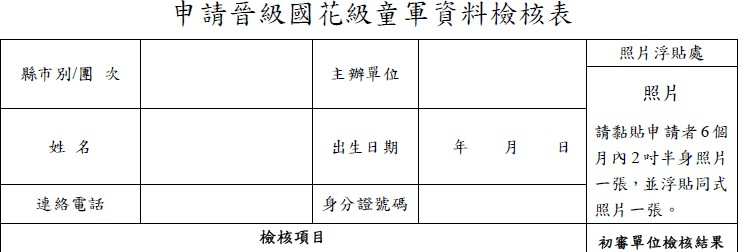 申請晉級國花級童軍資料檢核表
縣市別/團 次
主辦單位
照片浮貼處
照片
請黏貼申請者6個
月內2吋半身照片
一張，並浮貼同式
照片一張。
姓 名
出生日期
年 月 日
連絡電話
身分證號碼
檢核項目
初審單位檢核結果